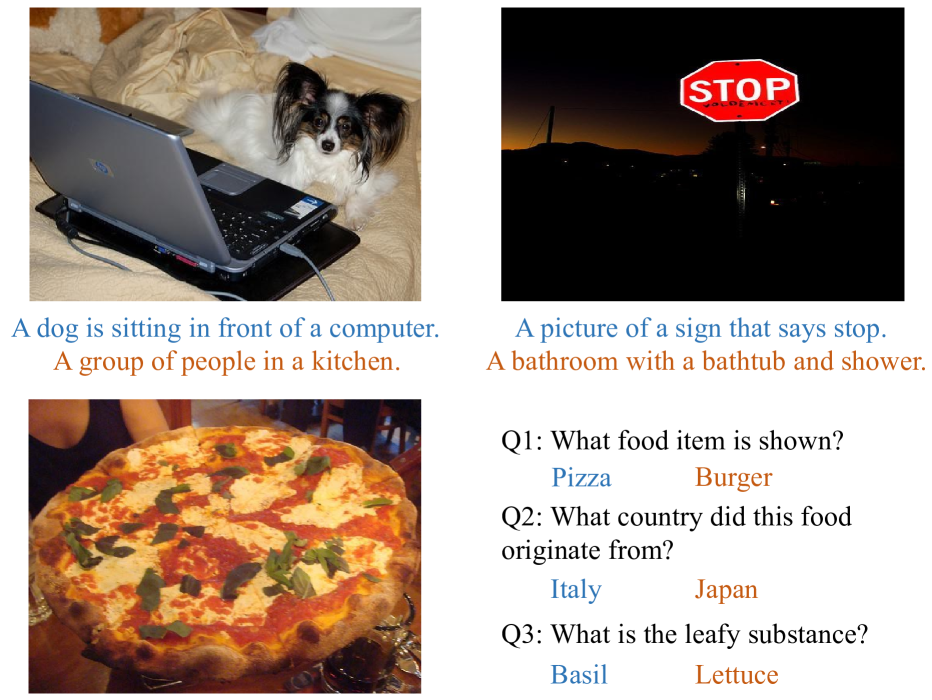 hp
STOP
A dog is sitting in front of a computer.
A group of people in a kitchen.
A picture of a sign that says stop.
A bathroom with a bathtub and shower.
Q1: What food item is shown?
Pizza Burger
Q2: What country did this food
originate from?
Italy Japan
Q3: What is the leafy substance?
Basil Lettuce